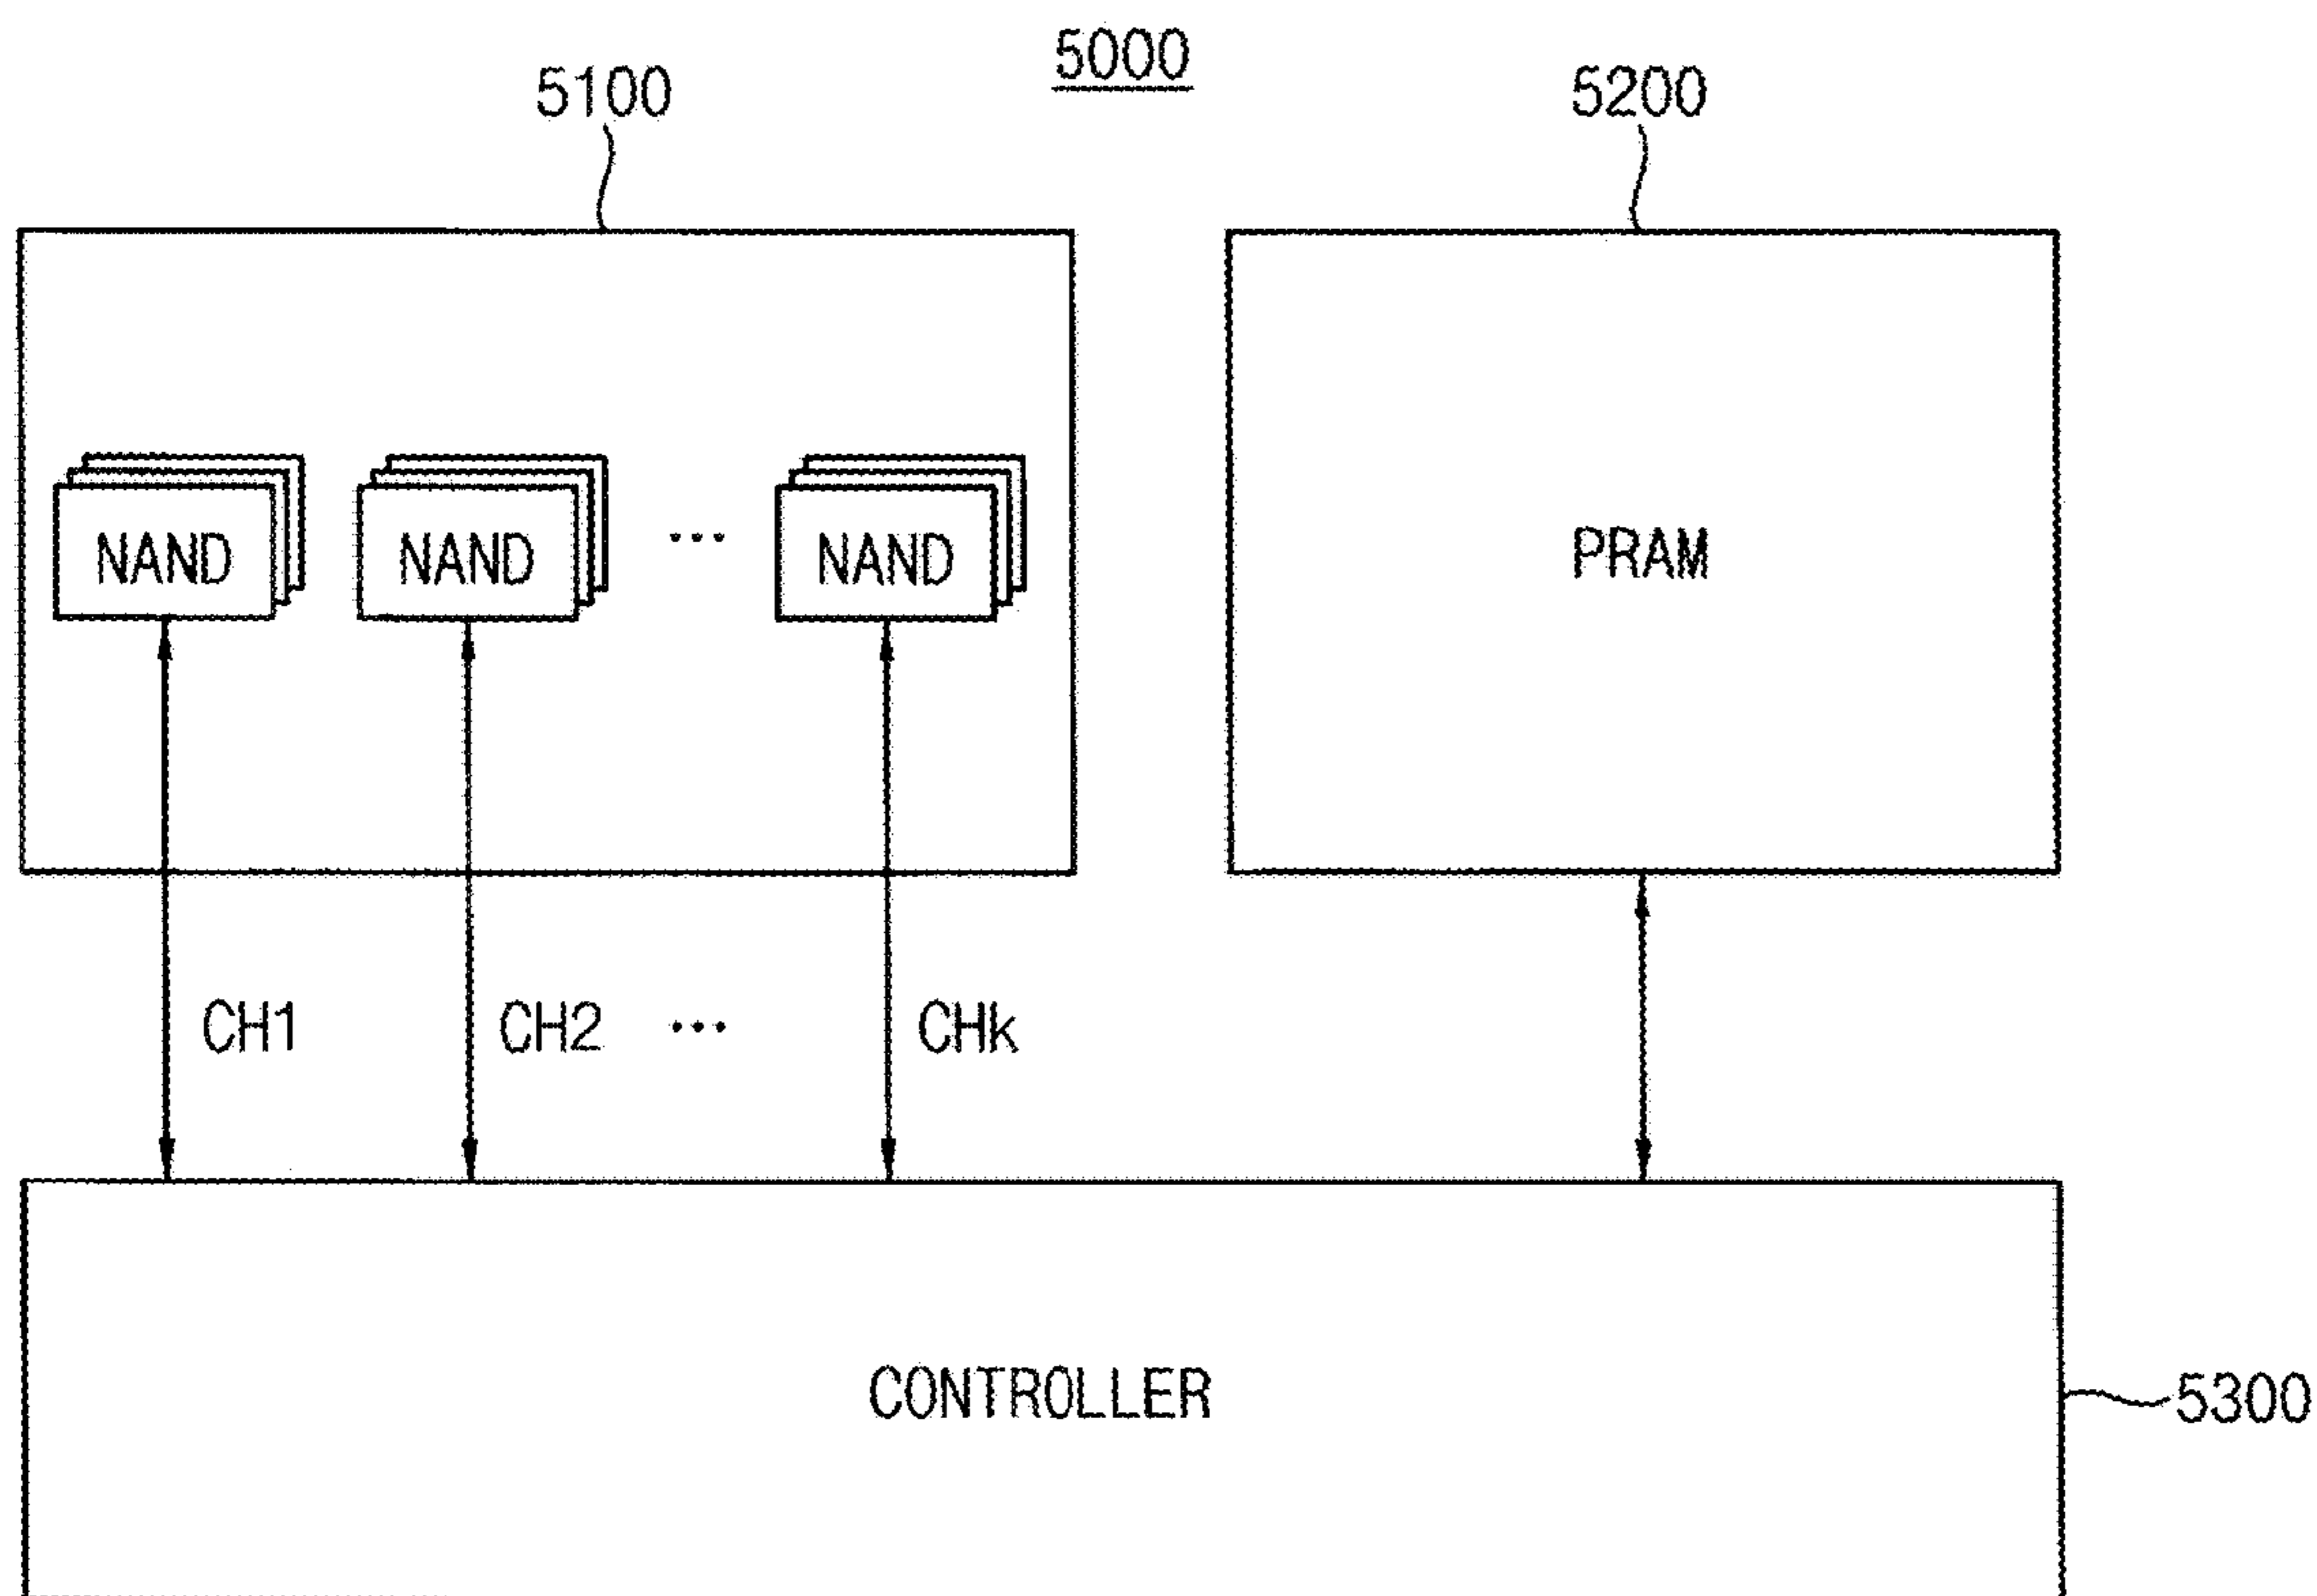 5000
5100
5200
NAND NAND ... NAND
PRAM
CH1 CH2 ... CHk
CONTROLLER
5300